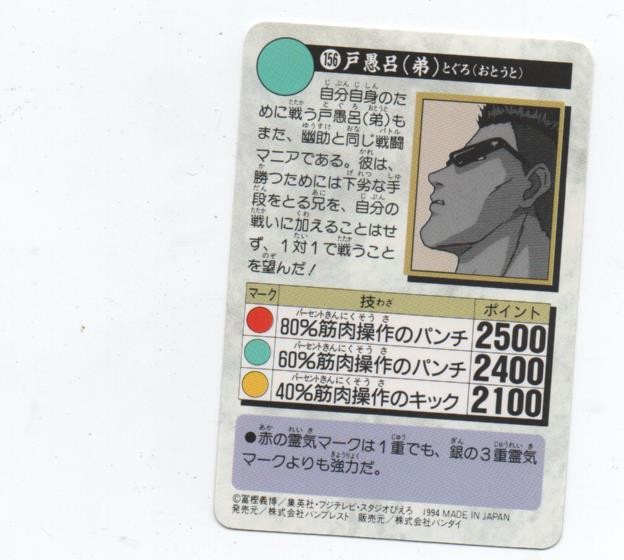 156 戸愚呂(弟) とぐろ(おとうと)
自分自身のた
めに戦う戸愚呂(弟)も
また、幽助と同じ戦闘
マニアである。彼は、
勝つためには下劣な手
段をとる兄を、自分の
戦いに加えることはせ
ず、1対1で戦うこと
を望んだ！
マーク 技わざ ポイント
80%筋肉操作のパンチ 2500
60%筋肉操作のパンチ 2400
40%筋肉操作のキック 2100
●赤の霊気マークは1重でも、銀の3重霊気
マークよりも強力だ。
©冨樫義博/集英社・フジテレビ・スタジオぴえろ 1994 MADE IN JAPAN
発売元/株式会社バンプレスト 販売元/株式会社バンダイ